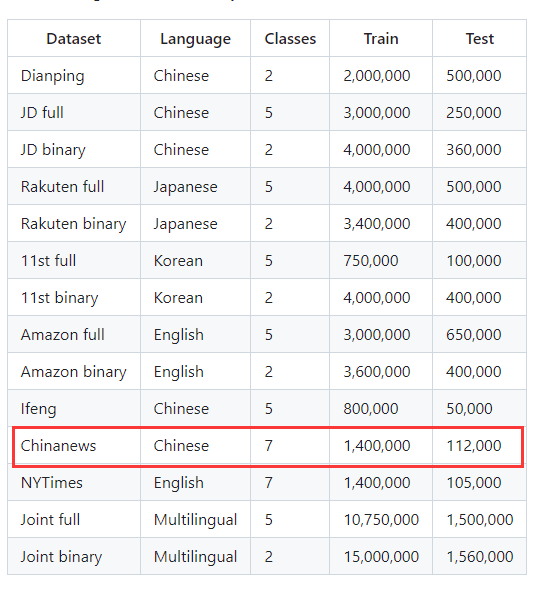 Dataset Language Classes Train Test
Dianping Chinese 2 2,000,000 500,000
JD full Chinese 5 3,000,000 250,000
JD binary Chinese 2 4,000,000 360,000
Rakuten full Japanese 5 4,000,000 500,000
Rakuten binary Japanese 2 3,400,000 400,000
11st full Korean 5 750,000 100,000
11st binary Korean 2 4,000,000 400,000
Amazon full English 5 3,000,000 650,000
Amazon binary English 2 3,600,000 400,000
Ifeng Chinese 5 800,000 50,000
Chinanews Chinese 7 1,400,000 112,000
NYTimes English 7 1,400,000 105,000
Joint full Multilingual 5 10,750,000 1,500,000
Joint binary Multilingual 2 15,000,000 1,560,000